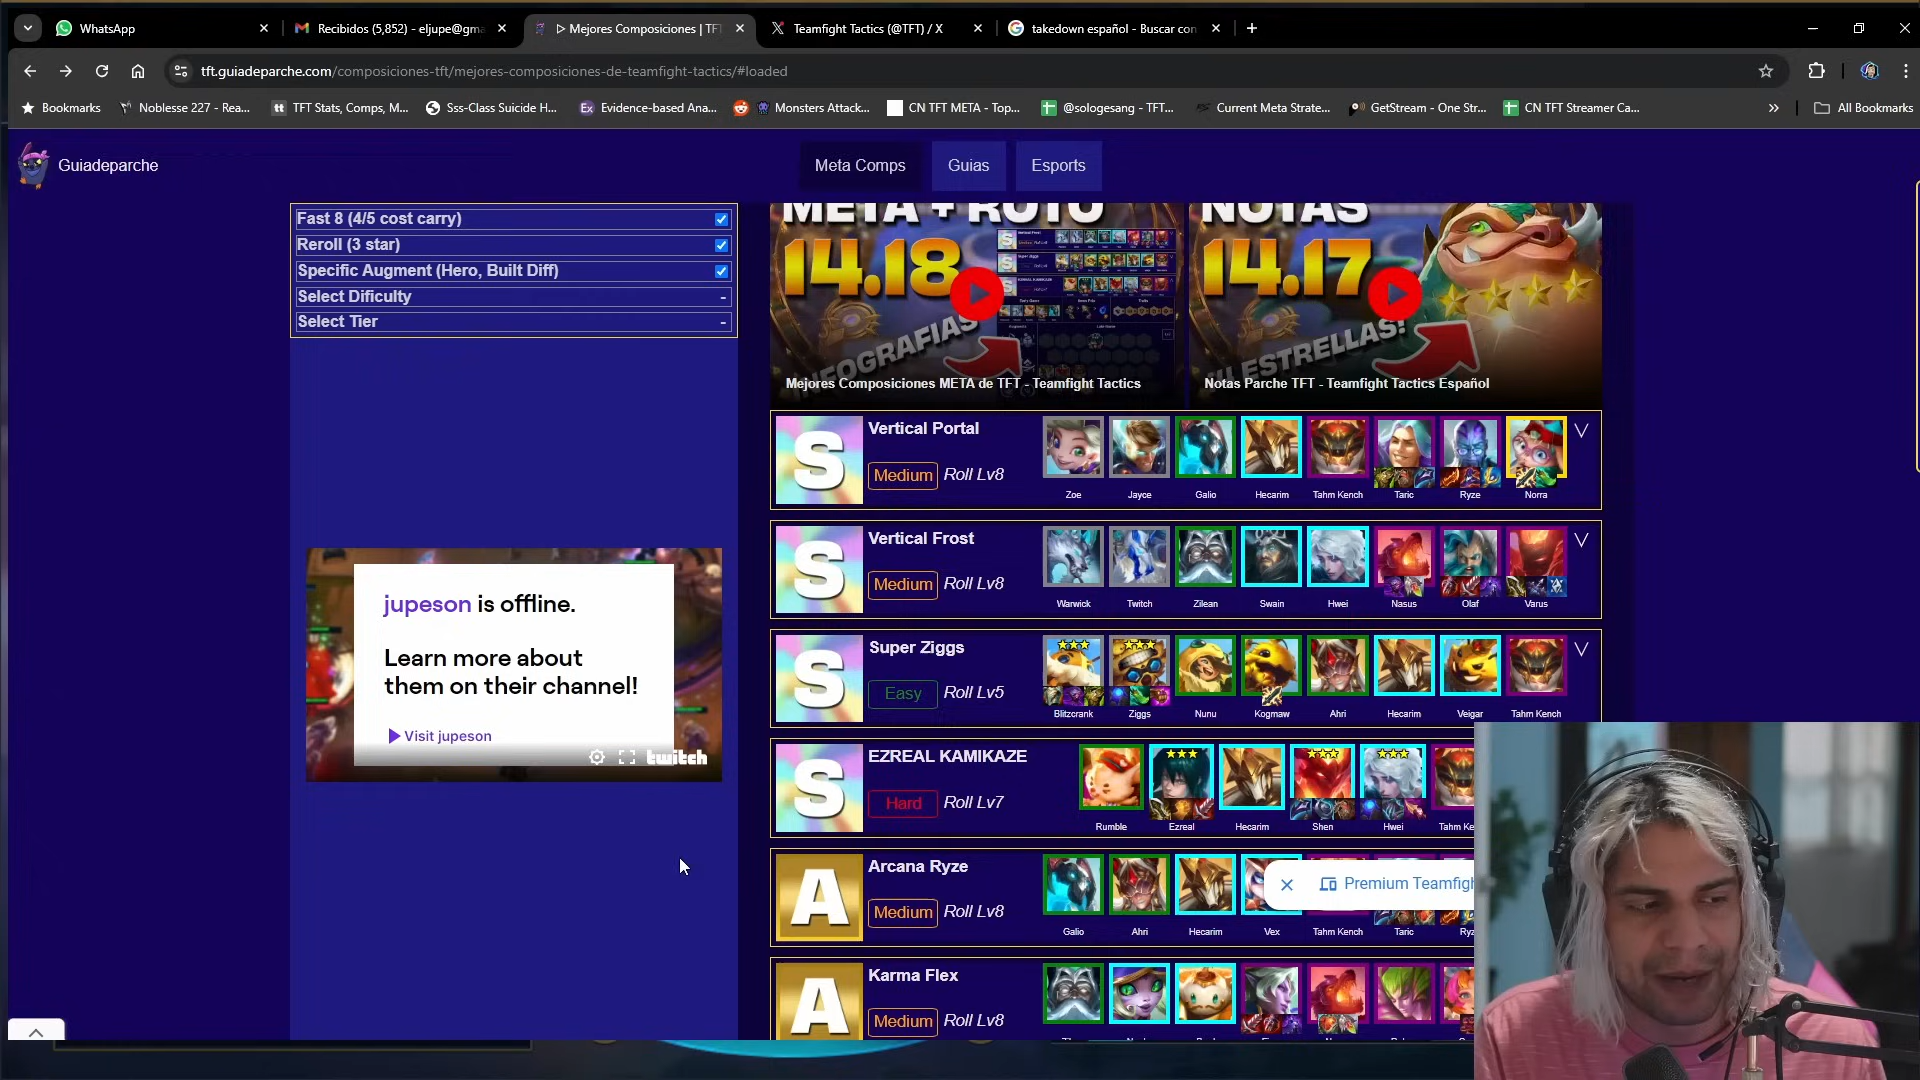 WhatsApp
Recibidos (5,852) - eljupe@gma
▷ Mejores Composiciones | TFT
Teamfight Tactics (@TFT) / X
takedown español - Buscar con
tft.guiadeparche.com/composiciones-tft/mejores-composiciones-de-teamfight-tactics/#loaded
Bookmarks
Noblesse 227 - Rea...
TFT Stats, Comps, M...
Sss-Class Suicide H...
Evidence-based Ana...
Monsters Attack...
CN TFT META - Top...
@sologesang - TFT...
Current Meta Strate...
GetStream - One Str...
CN TFT Streamer Ca...
All Bookmarks
Guiadeparche
Meta Comps
Guias
Esports
Fast 8 (4/5 cost carry)
Reroll (3 star)
Specific Augment (Hero, Built Diff)
Select Dificulty -
Select Tier -
jupeson is offline.
Learn more about
them on their channel!
Visit jupeson
twitch
META + ROTO
14.18
INFOGRAFIAS
Mejores Composiciones META de TFT - Teamfight Tactics
NOTAS
14.17
ESTRELLAS!
Notas Parche TFT - Teamfight Tactics Español
S
Vertical Portal
Medium Roll Lv8
Zoe Jayce Galio Hecarim Tahm Kench Taric Ryze Norra
S
Vertical Frost
Medium Roll Lv8
Warwick Twitch Zilean Swain Hwei Nasus Olaf Varus
S
Super Ziggs
Easy Roll Lv5
Blitzcrank Ziggs Nunu Kogmaw Ahri Hecarim Veigar Tahm Kench
S
EZREAL KAMIKAZE
Hard Roll Lv7
Rumble Ezreal Hecarim Shen Hwei Tahm Ke
A
Arcana Ryze
Medium Roll Lv8
Galio Ahri Hecarim Vex Tahm Kench Taric Ryz
Premium Teamfigh
A
Karma Flex
Medium Roll Lv8